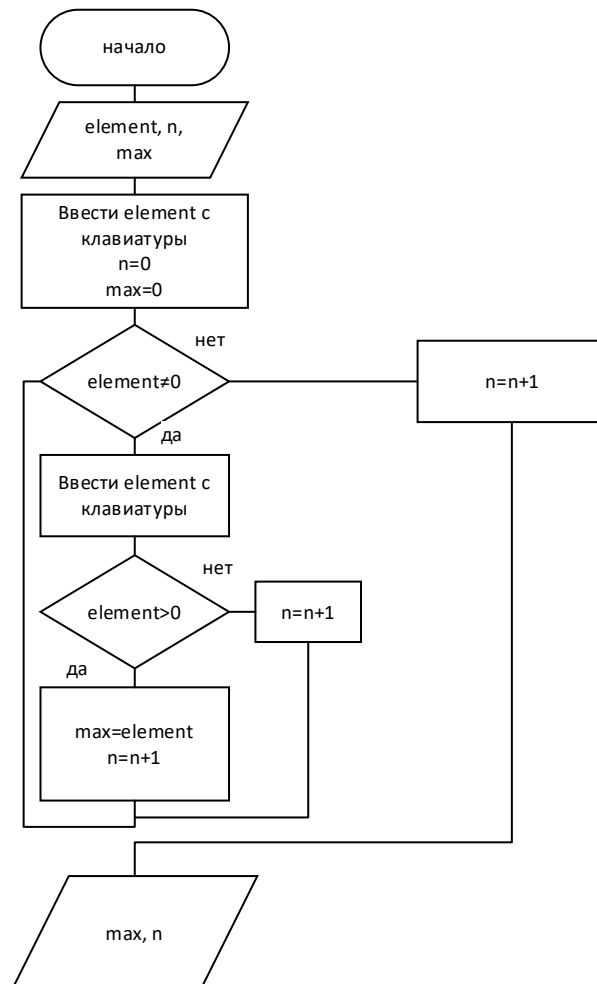 начало
element, n,
max
Ввести element с
клавиатуры
n=0
max=0
нет
element≠0
n=n+1
да
Ввести element с
клавиатуры
нет
element>0
n=n+1
да
max=element
n=n+1
max, n